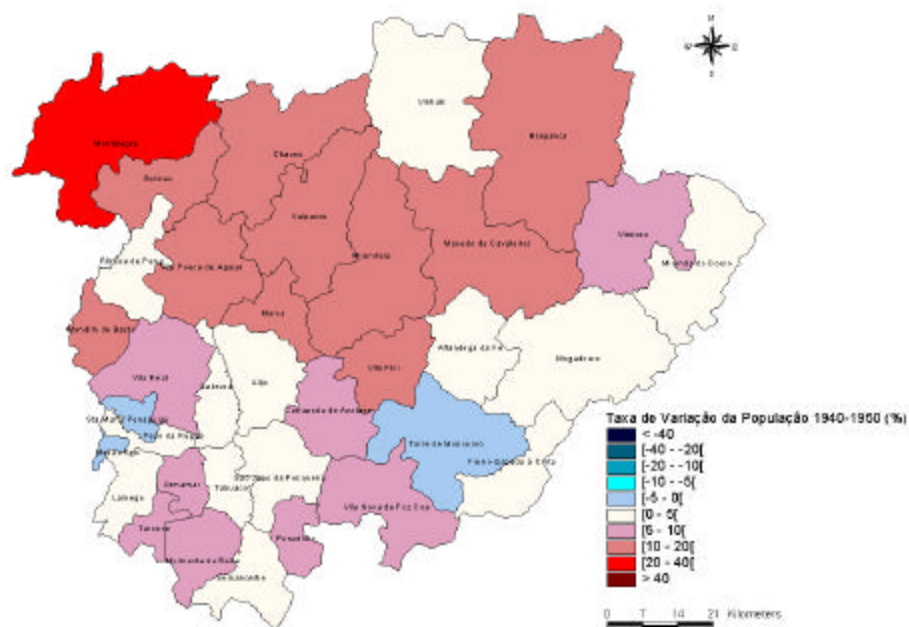 N
Vinhais
Bragança
Montalegre
Chaves
Boticas
Valpaços
Vimioso
Mirandela
Macedo de Cavaleiros
Miranda do Douro
Ribeira de Pena
Vila Pouca de Aguiar
Murça
Mondim de Basto
Alfândega da Fé
Mogadouro
Vila Flor
Vila Real
Sabrosa
Alijó
Carrazeda de Ansiães
Torre de Moncorvo
Freixo Espada à Cinta
Peso da Régua
Lamego
Armamar
Tabuaço
São João da Pesqueira
Vila Nova de Foz Côa
Tarouca
Penedono
Moimenta da Beira
Sernancelhe
Taxa de Variação da População 1940-1950 (%)
< -40
[-40 - -20[
[-20 - -10[
[-10 - -5[
[-5 - 0[
[0 - 5[
[5 - 10[
[10 - 20[
[20 - 40[
> 40
0 7 14 21 Kilometers